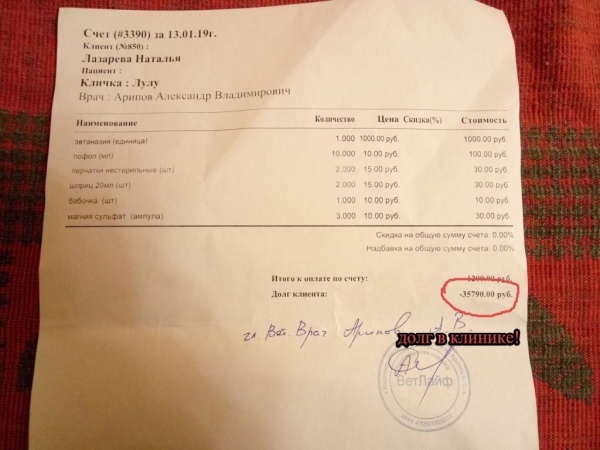 Счет (#3390) за 13.01.19г.
Клиент (№850) :
Лазарева Наталья
Пациент :
Кличка : Лулу
Врач : Арипов Александр Владимирович
Наименование Количество Цена Скидка(%) Стоимость
эвтаназия (единица) 1.000 1000.00 руб. 1000.00 руб.
пофол (мл) 10.000 10.00 руб. 100.00 руб.
перчатки нестерильные (шт) 2.000 15.00 руб. 30.00 руб.
шприц 20мл (шт) 2.000 15.00 руб. 30.00 руб.
бабочка (шт) 1.000 10.00 руб. 10.00 руб.
магния сульфат (ампула) 3.000 10.00 руб. 30.00 руб.
Скидка на общую сумму счета: 0.00%
Надбавка на общую сумму счета: 0.00%
Итого к оплате по счету: 1200.00 руб.
Долг клиента: -35790.00 руб.
гл. Вет. Врач Арипов А. В.
долг в клинике!
ВетЛайф